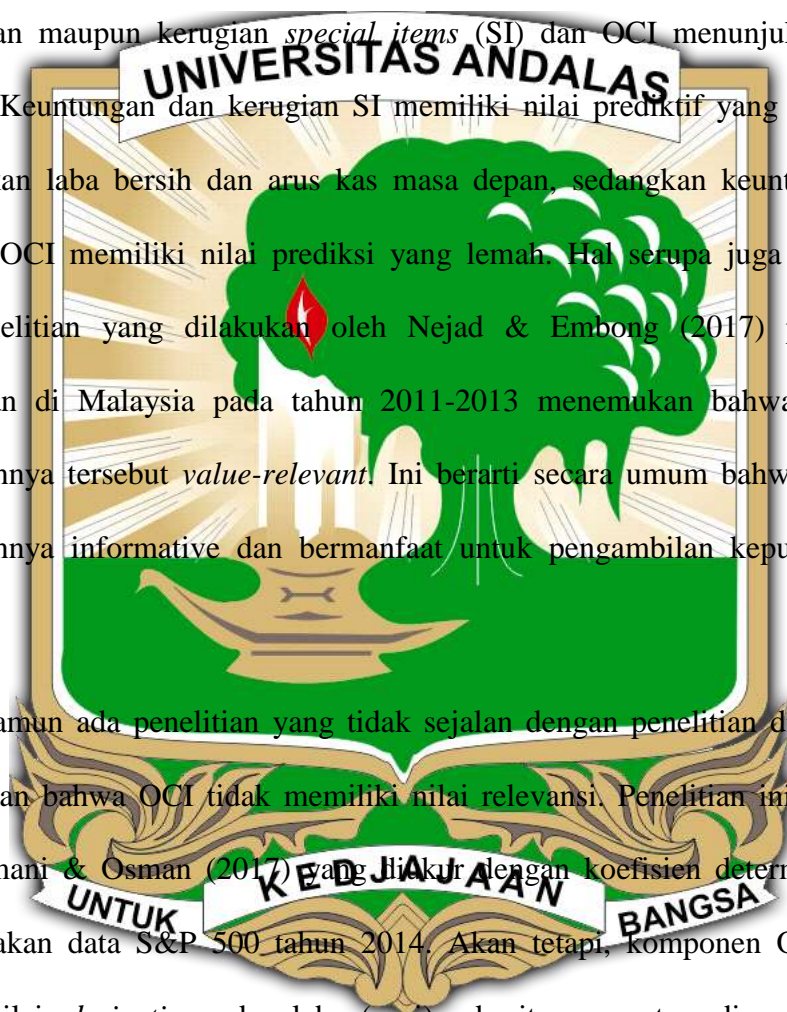 an maupun kerugian special items (SI) dan OCI menunjuk
UNIVERSITAS ANDALAS
Keuntungan dan kerugian SI memiliki nilai prediktif yang
kan laba bersih dan arus kas masa depan, sedangkan keunt
OCI memiliki nilai prediksi yang lemah. Hal serupa juga
elitian yang dilakukan oleh Nejad & Embong (2017) p
an di Malaysia pada tahun 2011-2013 menemukan bahwa
nnya tersebut value-relevant. Ini berarti secara umum bahw
nnya informative dan bermanfaat untuk pengambilan kepu
amun ada penelitian yang tidak sejalan dengan penelitian d
an bahwa OCI tidak memiliki nilai relevansi. Penelitian ini
nani & Osman (2017) yang diukur dengan koefisien determ
KEDJAJAAN
UNTUK BANGSA
akan data S&P 500 tahun 2014. Akan tetapi, komponen O